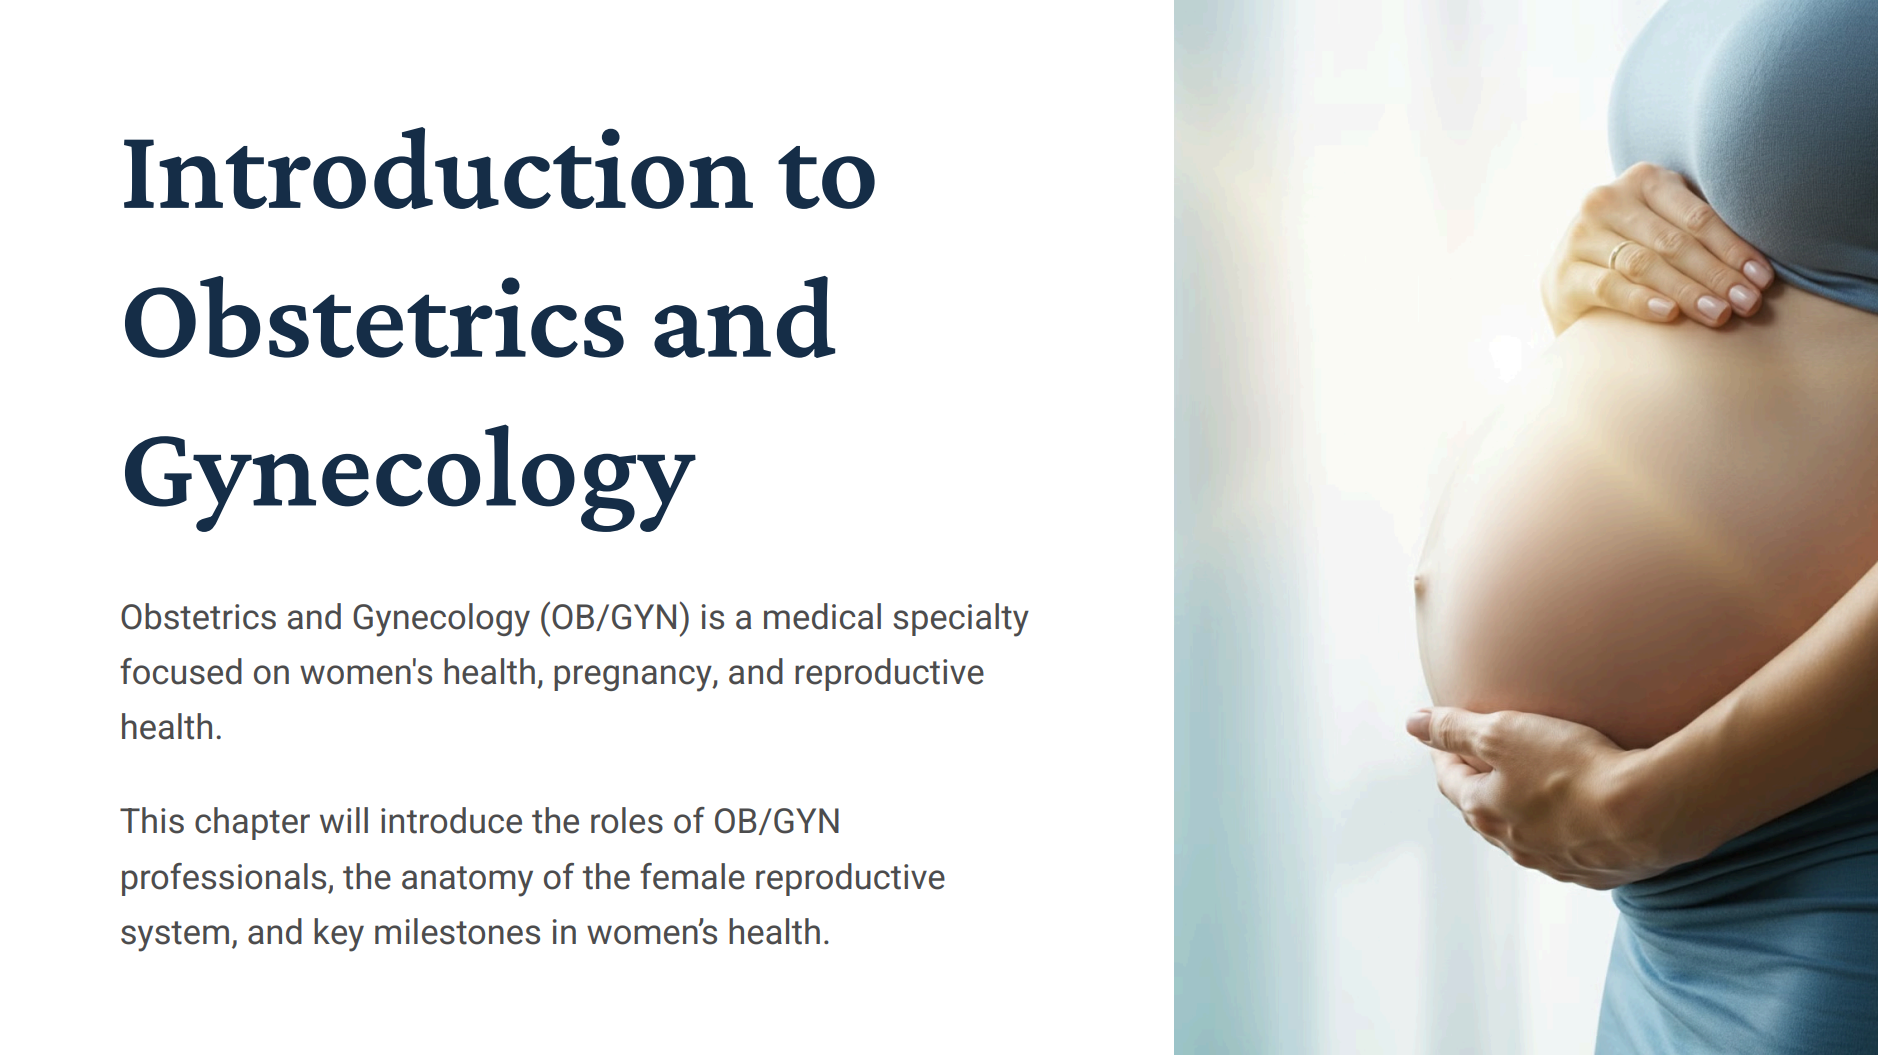 Introduction to
Obstetrics and
Gynecology
Obstetrics and Gynecology (OB/GYN) is a medical specialty
focused on women's health, pregnancy, and reproductive
health.
This chapter will introduce the roles of OB/GYN
professionals, the anatomy of the female reproductive
system, and key milestones in women’s health.